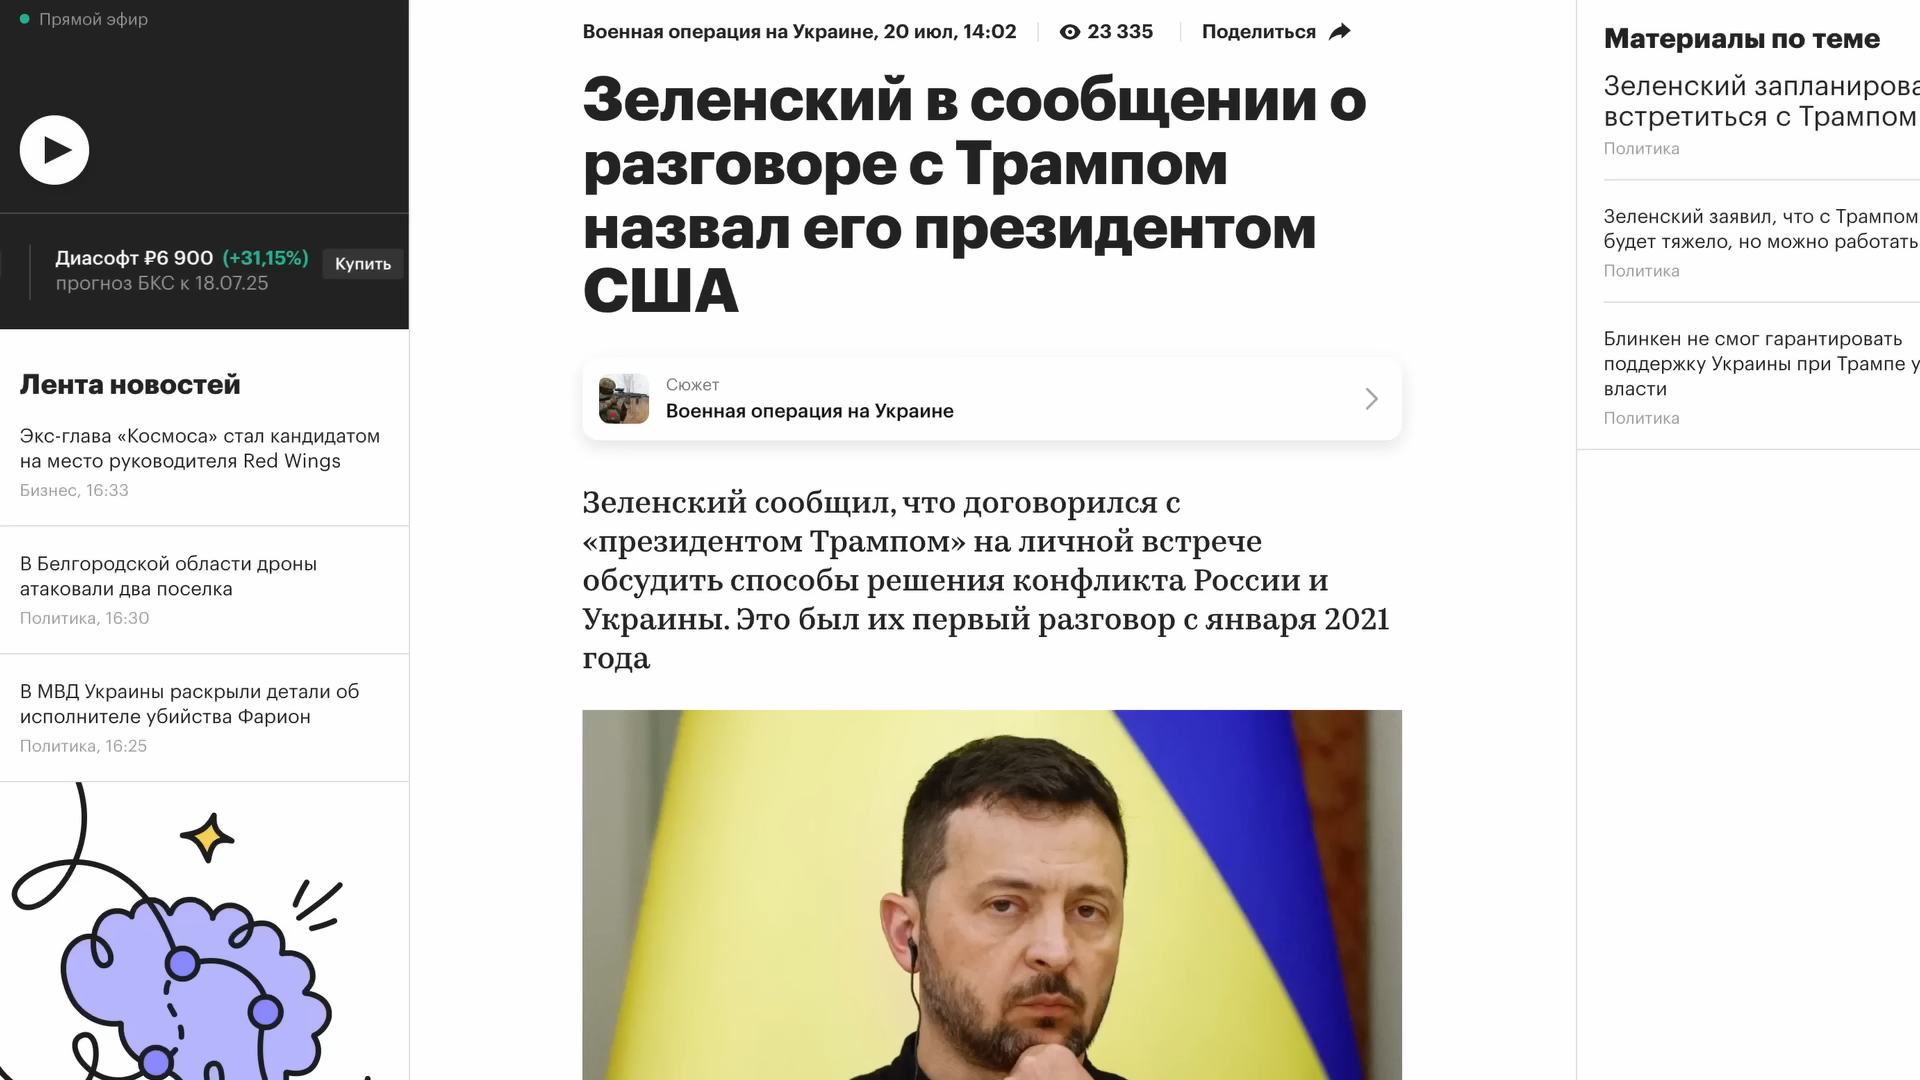 Прямой эфир
Диасофт ₽6 900 (+31,15%)
Купить
прогноз БКС к 18.07.25
Лента новостей
Экс-глава «Космоса» стал кандидатом
на место руководителя Red Wings
Бизнес, 16:33
В Белгородской области дроны
атаковали два поселка
Политика, 16:30
В МВД Украины раскрыли детали об
исполнителе убийства Фарион
Политика, 16:25
Военная операция на Украине, 20 июл, 14:02
23 335
Поделиться
Зеленский в сообщении о
разговоре с Трампом
назвал его президентом
США
Сюжет
Военная операция на Украине
Зеленский сообщил, что договорился с
«президентом Трампом» на личной встрече
обсудить способы решения конфликта России и
Украины. Это был их первый разговор с января 2021
года
Материалы по теме
Зеленский запланирова
встретиться с Трампом
Политика
Зеленский заявил, что с Трампом
будет тяжело, но можно работать
Политика
Блинкен не смог гарантировать
поддержку Украины при Трампе у
власти
Политика